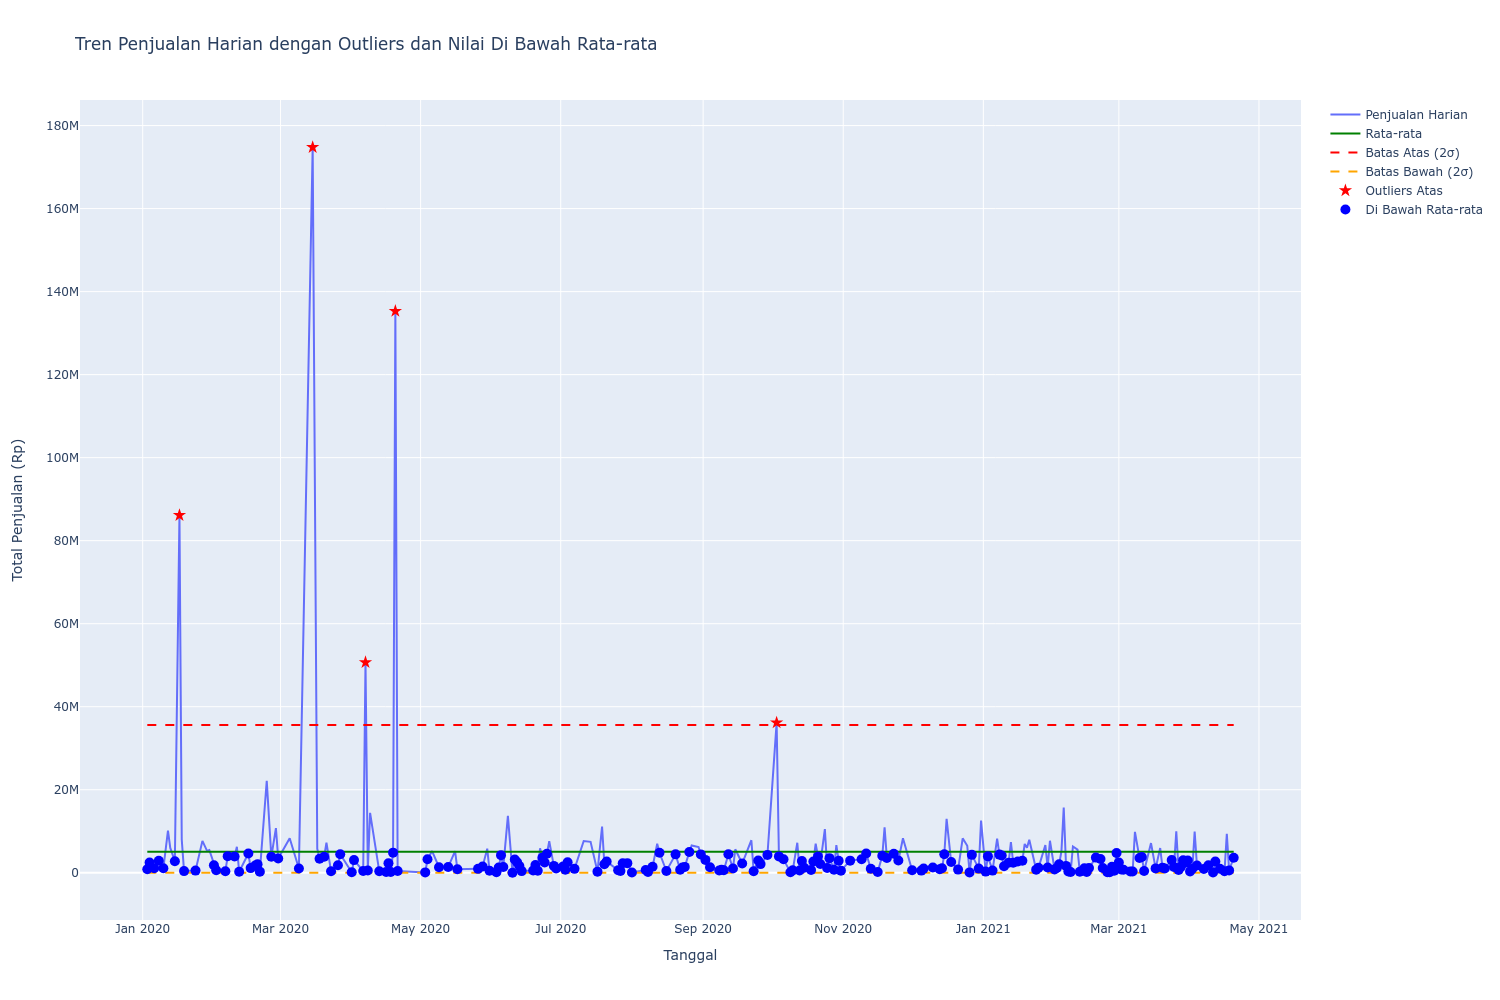 Tren Penjualan Harian dengan Outliers dan Nilai Di Bawah Rata-rata
Penjualan Harian
Rata-rata
Batas Atas (2σ)
Batas Bawah (2σ)
Outliers Atas
Di Bawah Rata-rata
Total Penjualan (Rp)
180M
160M
140M
120M
100M
80M
60M
40M
20M
0
Jan 2020
Mar 2020
May 2020
Jul 2020
Sep 2020
Nov 2020
Jan 2021
Mar 2021
May 2021
Tanggal